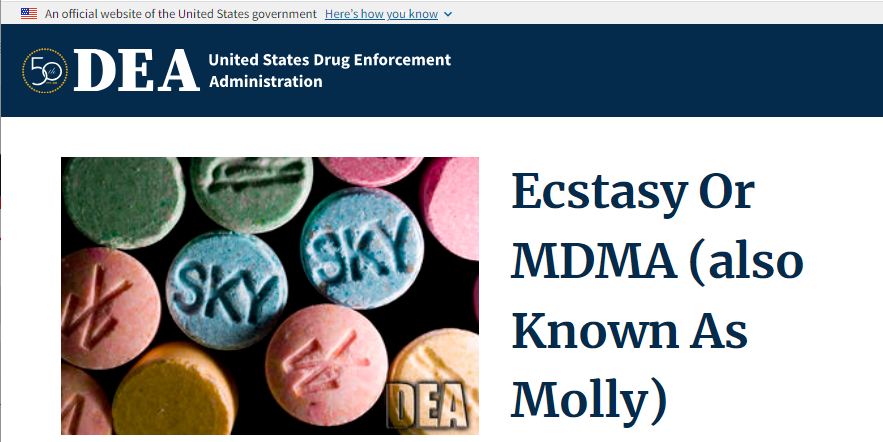 An official website of the United States government Here's how you know
50th DEA United States Drug Enforcement
Administration
SKY
SKY
DEA
Ecstasy Or
MDMA (also
Known As
Molly)